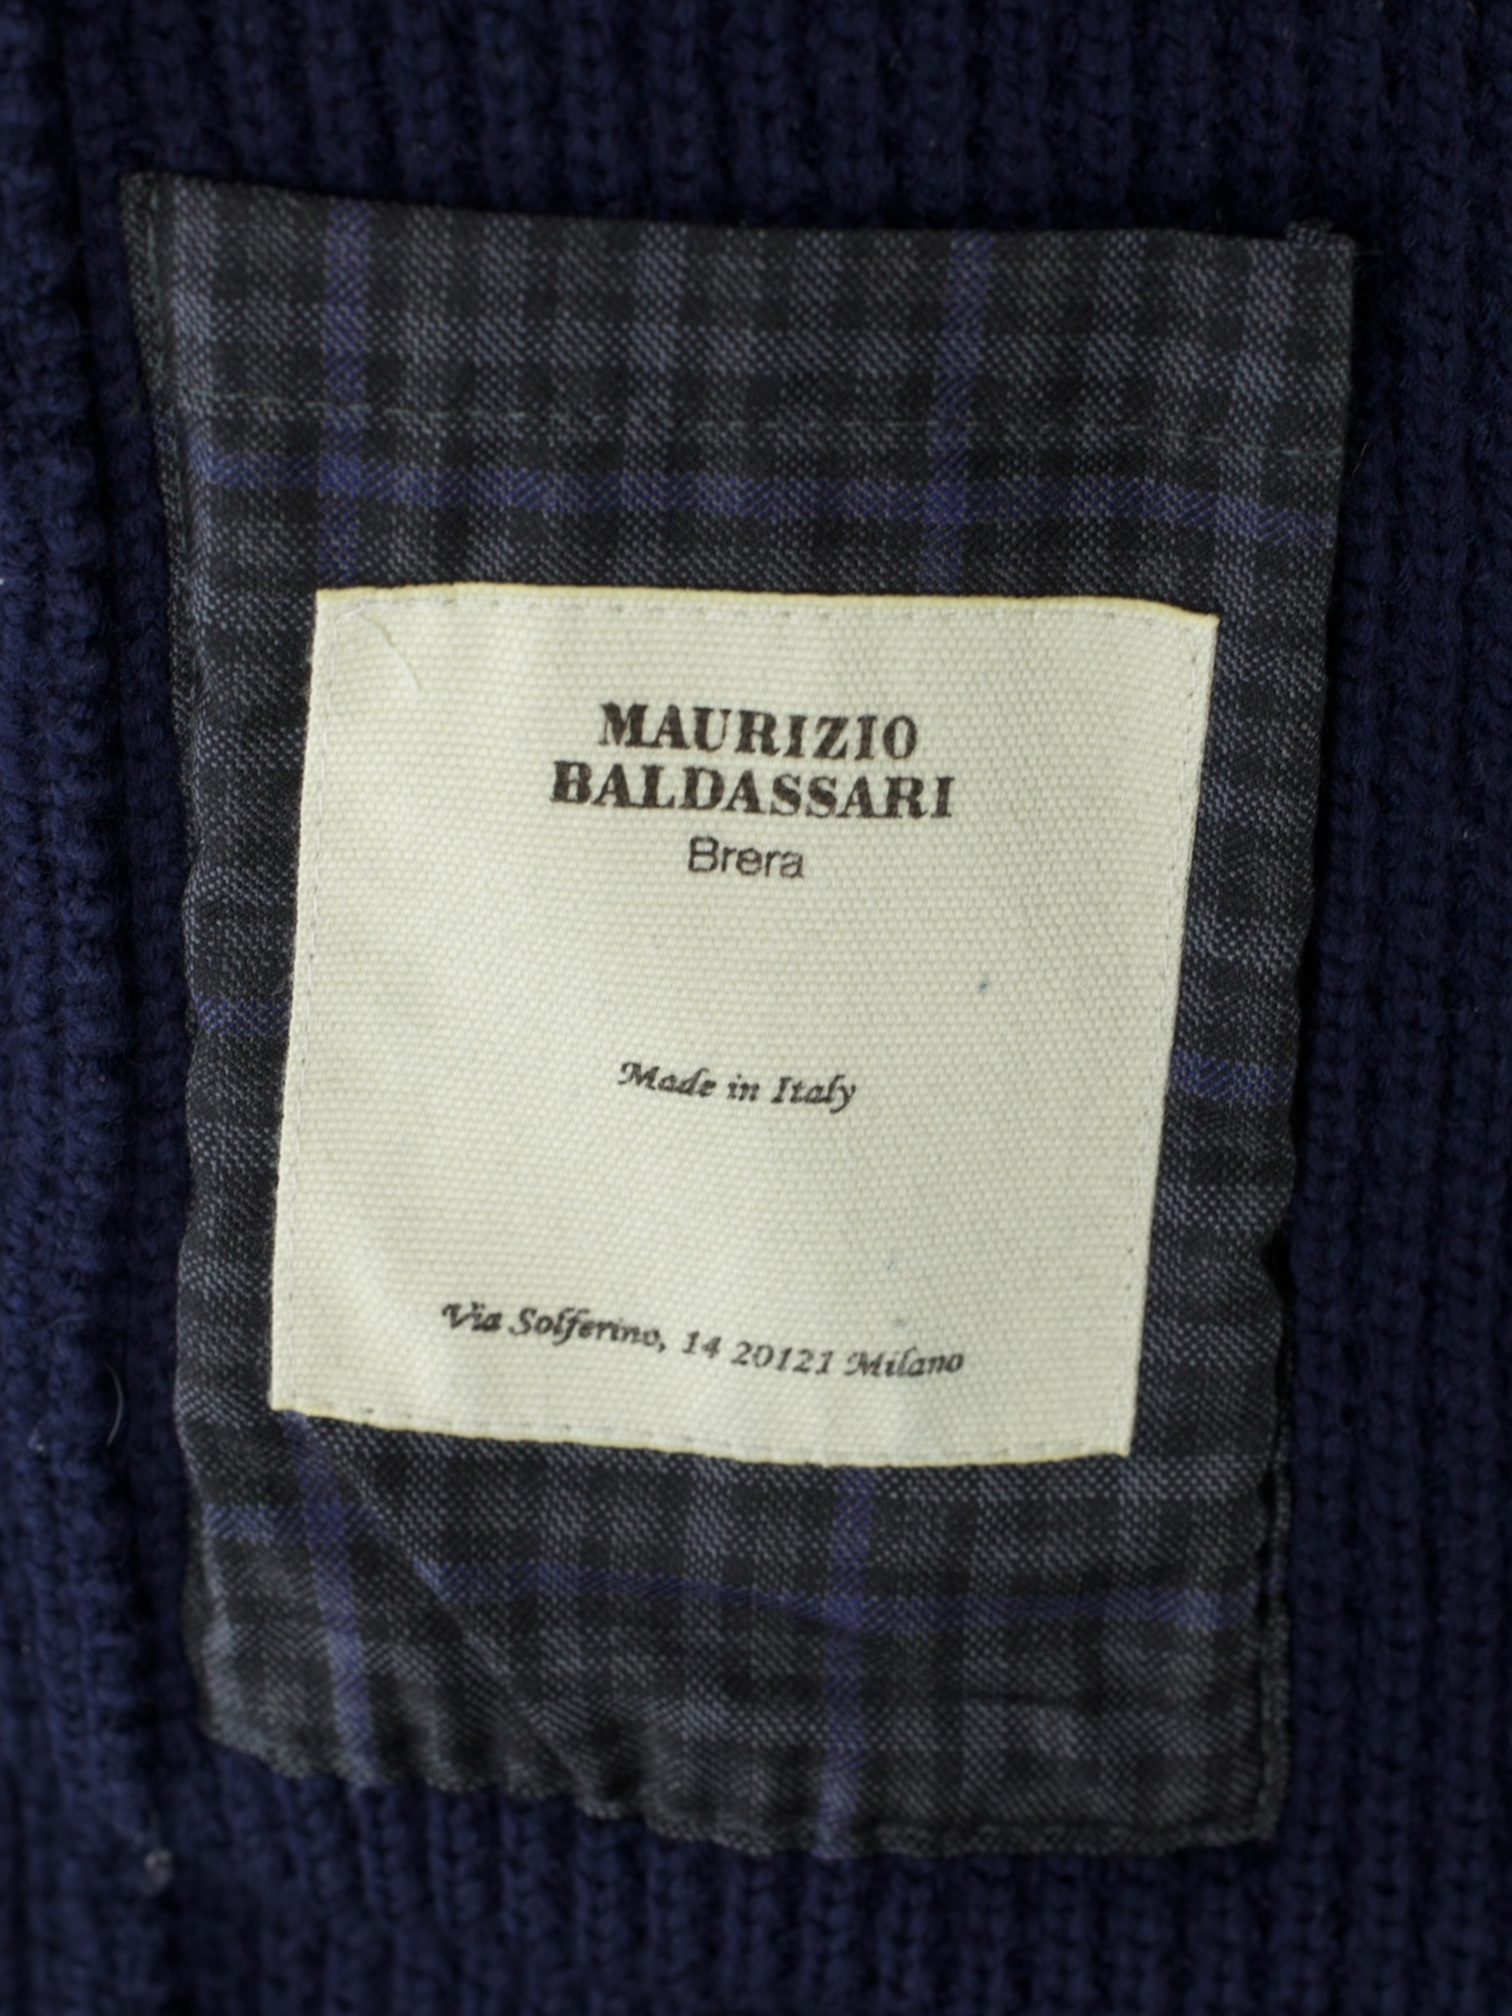 MAURIZIO
BALDASSARI
Brera
Made in Italy
Via Solferino, 14 20121 Milano